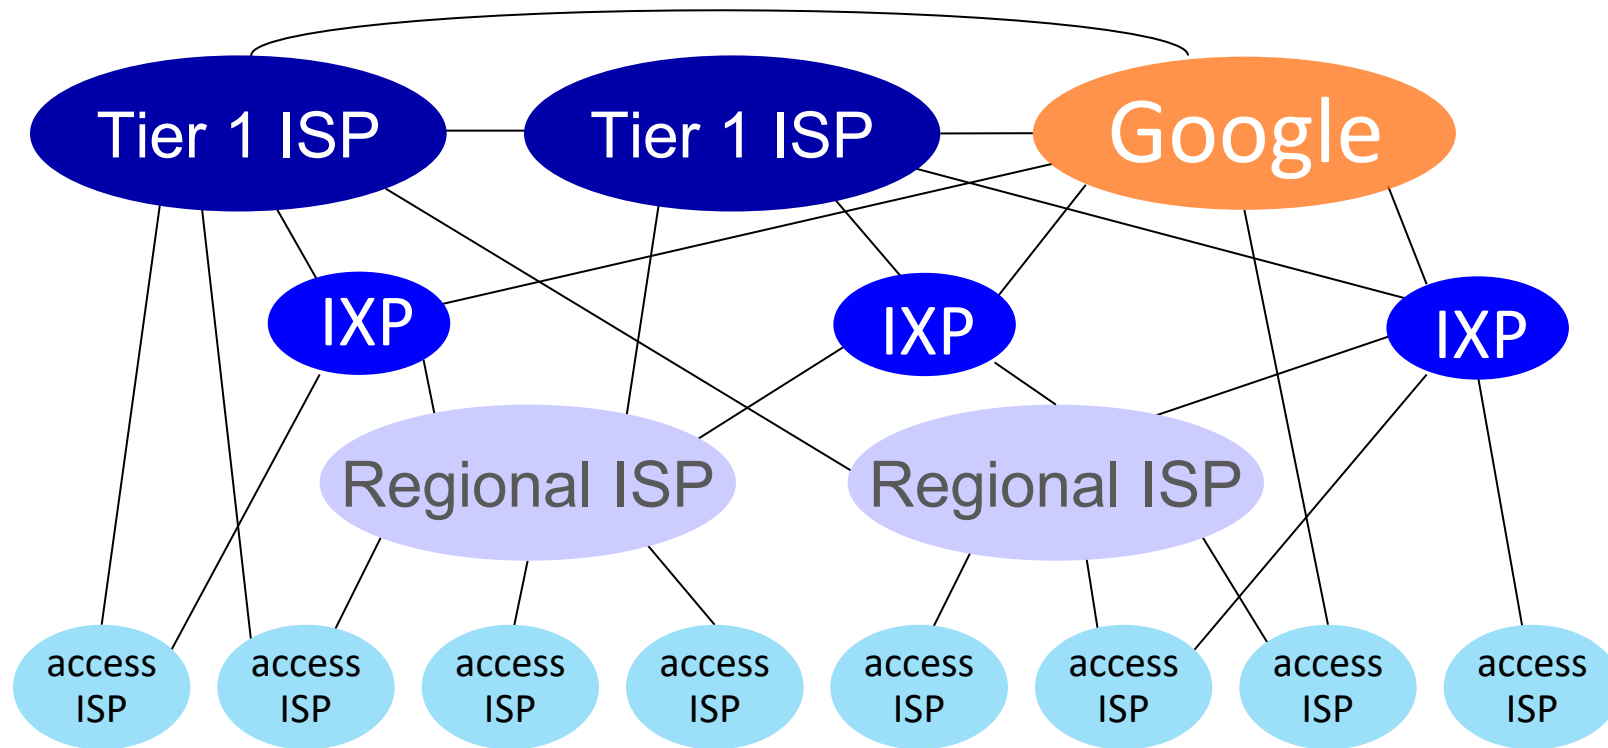 Tier 1 ISP
Tier 1 ISP
Google
IXP
IXP
IXP
Regional ISP
Regional ISP
access
ISP
access
ISP
access
ISP
access
ISP
access
ISP
access
ISP
access
ISP
access
ISP